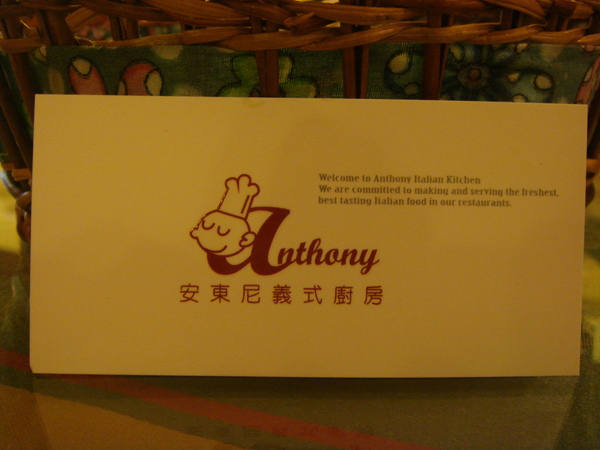 Welcome to Anthony Italian Kitchen
We are committed to making and serving the freshest,
best tasting Italian food in our restaurants.
Anthony
安東尼義式廚房